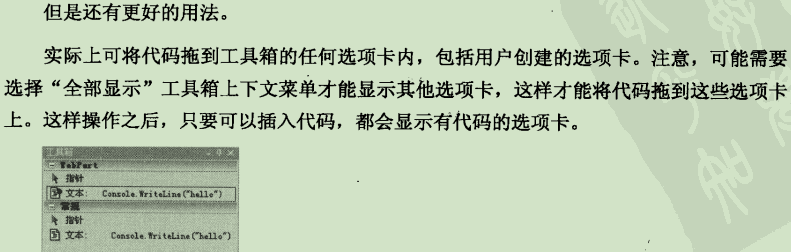 但是还有更好的用法。
实际上可将代码拖到工具箱的任何选项卡内，包括用户创建的选项卡。注意，可能需要
选择“全部显示”工具箱上下文菜单才能显示其他选项卡，这样才能将代码拖到这些选项卡
上。这样操作之后，只要可以插入代码，都会显示有代码的选项卡。
工具箱
WebPart
指针
文本: Console.WriteLine("hello")
常规
指针
文本: Console.WriteLine("hello")